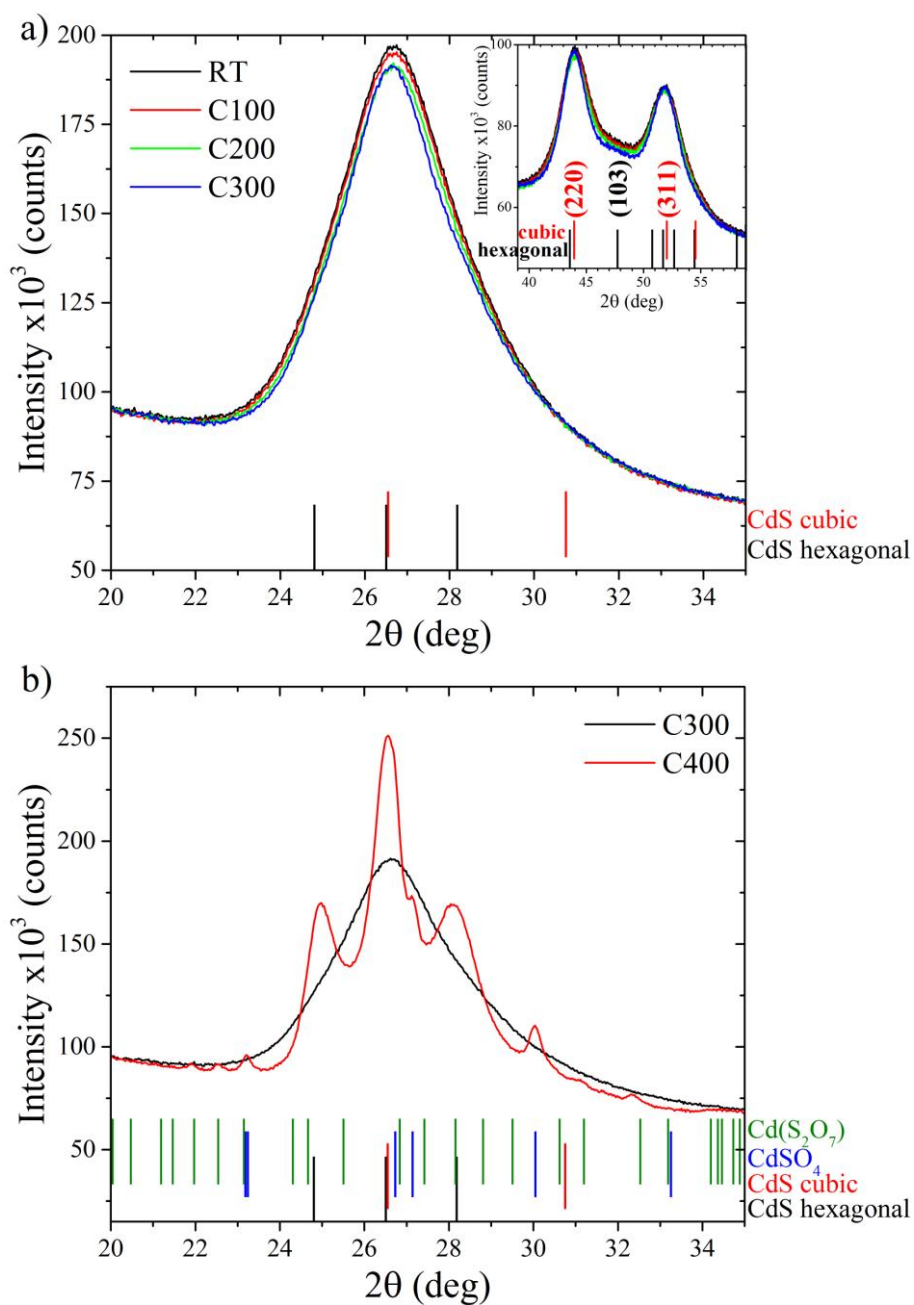 a)
200
175
150
125
100
75
50
Intensity x10³ (counts)
RT
C100
C200
C300
100
80
60
Intensity x10³ (counts)
(220)
(103)
(311)
cubic
hexagonal
40 45 50 55
2θ (deg)
CdS cubic
CdS hexagonal
20 22 24 26 28 30 32 34
2θ (deg)
b)
250
200
150
100
50
Intensity x10³ (counts)
C300
C400
Cd(S₂O₇)
CdSO₄
CdS cubic
CdS hexagonal
20 22 24 26 28 30 32 34
2θ (deg)